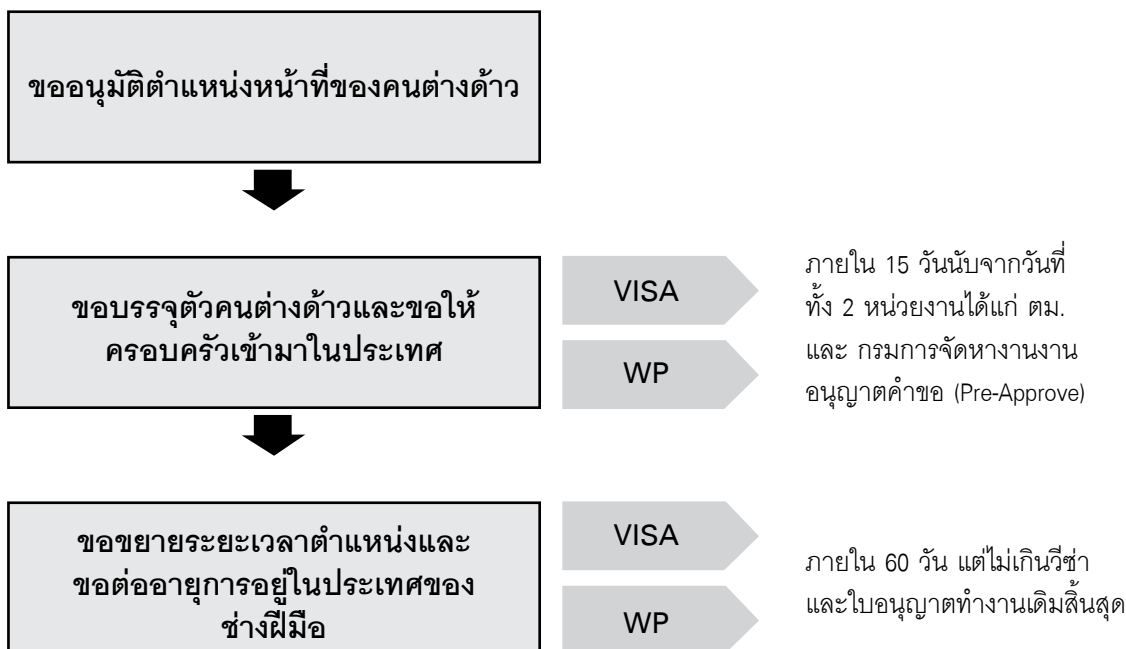 ขออนุมัติตำแหน่งหน้าที่ของคนต่างด้าว
ขอบรรจุตัวคนต่างด้าวและขอให้
ครอบครัวเข้ามาในประเทศ
VISA
WP
ภายใน 15 วันนับจากวันที่
ทั้ง 2 หน่วยงานได้แก่ ตม.
และ กรมการจัดหางานงาน
อนุญาตคำขอ (Pre-Approve)
ขอขยายระยะเวลาตำแหน่งและ
ขอต่ออายุการอยู่ในประเทศของ
ช่างฝีมือ
VISA
WP
ภายใน 60 วัน แต่ไม่เกินวีซ่า
และใบอนุญาตทำงานเดิมสิ้นสุด